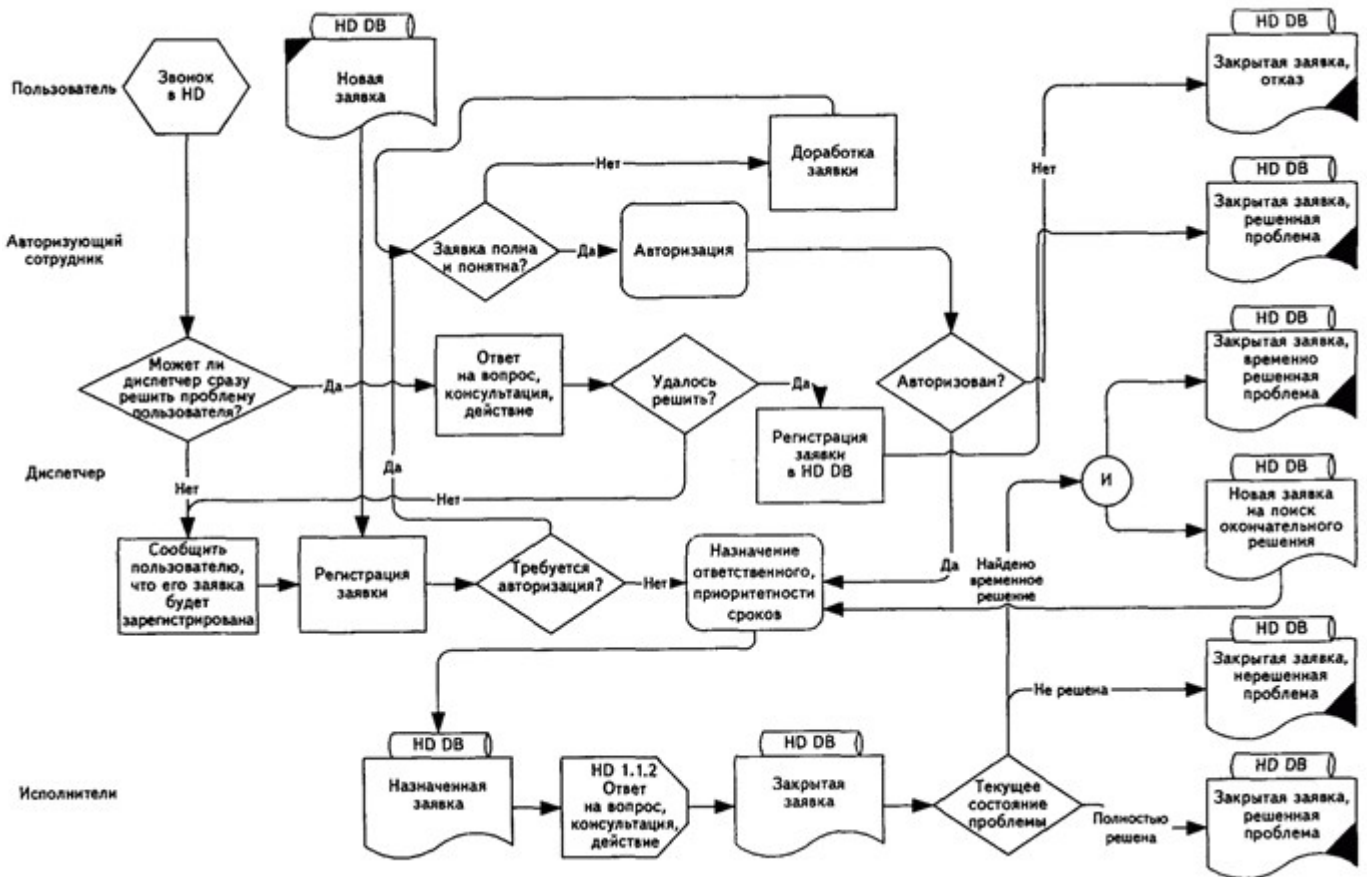 HD DB
HD DB
Пользователь
Звонок
в HD
Новая
заявка
Закрытая заявка,
отказ
Доработка
заявки
Нет
Нет
HD DB
Закрытая заявка,
решенная
проблема
Авторизующий
сотрудник
Заявка полна
и понятна?
Да
Авторизация
HD DB
Закрытая заявка,
временно
решенная
проблема
Может ли
диспетчер сразу
решить проблему
пользователя?
Да
Ответ
на вопрос,
консультация,
действие
Удалось
решить?
Да
Авторизован?
Регистрация
заявки
в HD DB
Диспетчер
Нет
Да
Нет
И
HD DB
Новая заявка
на поиск
окончательного
решения
Сообщить
пользователю,
что его заявка
будет
зарегистрирована
Регистрация
заявки
Требуется
авторизация?
Нет
Назначение
ответственного,
приоритетности
сроков
Да
Найдено
временное
решение
HD DB
Закрытая заявка,
нерешенная
проблема
Не решена
Исполнители
HD DB
Назначенная
заявка
HD 1.1.2
Ответ
на вопрос,
консультация,
действие
HD DB
Закрытая
заявка
Текущее
состояние
проблемы
Полностью
решена
HD DB
Закрытая заявка,
решенная
проблема